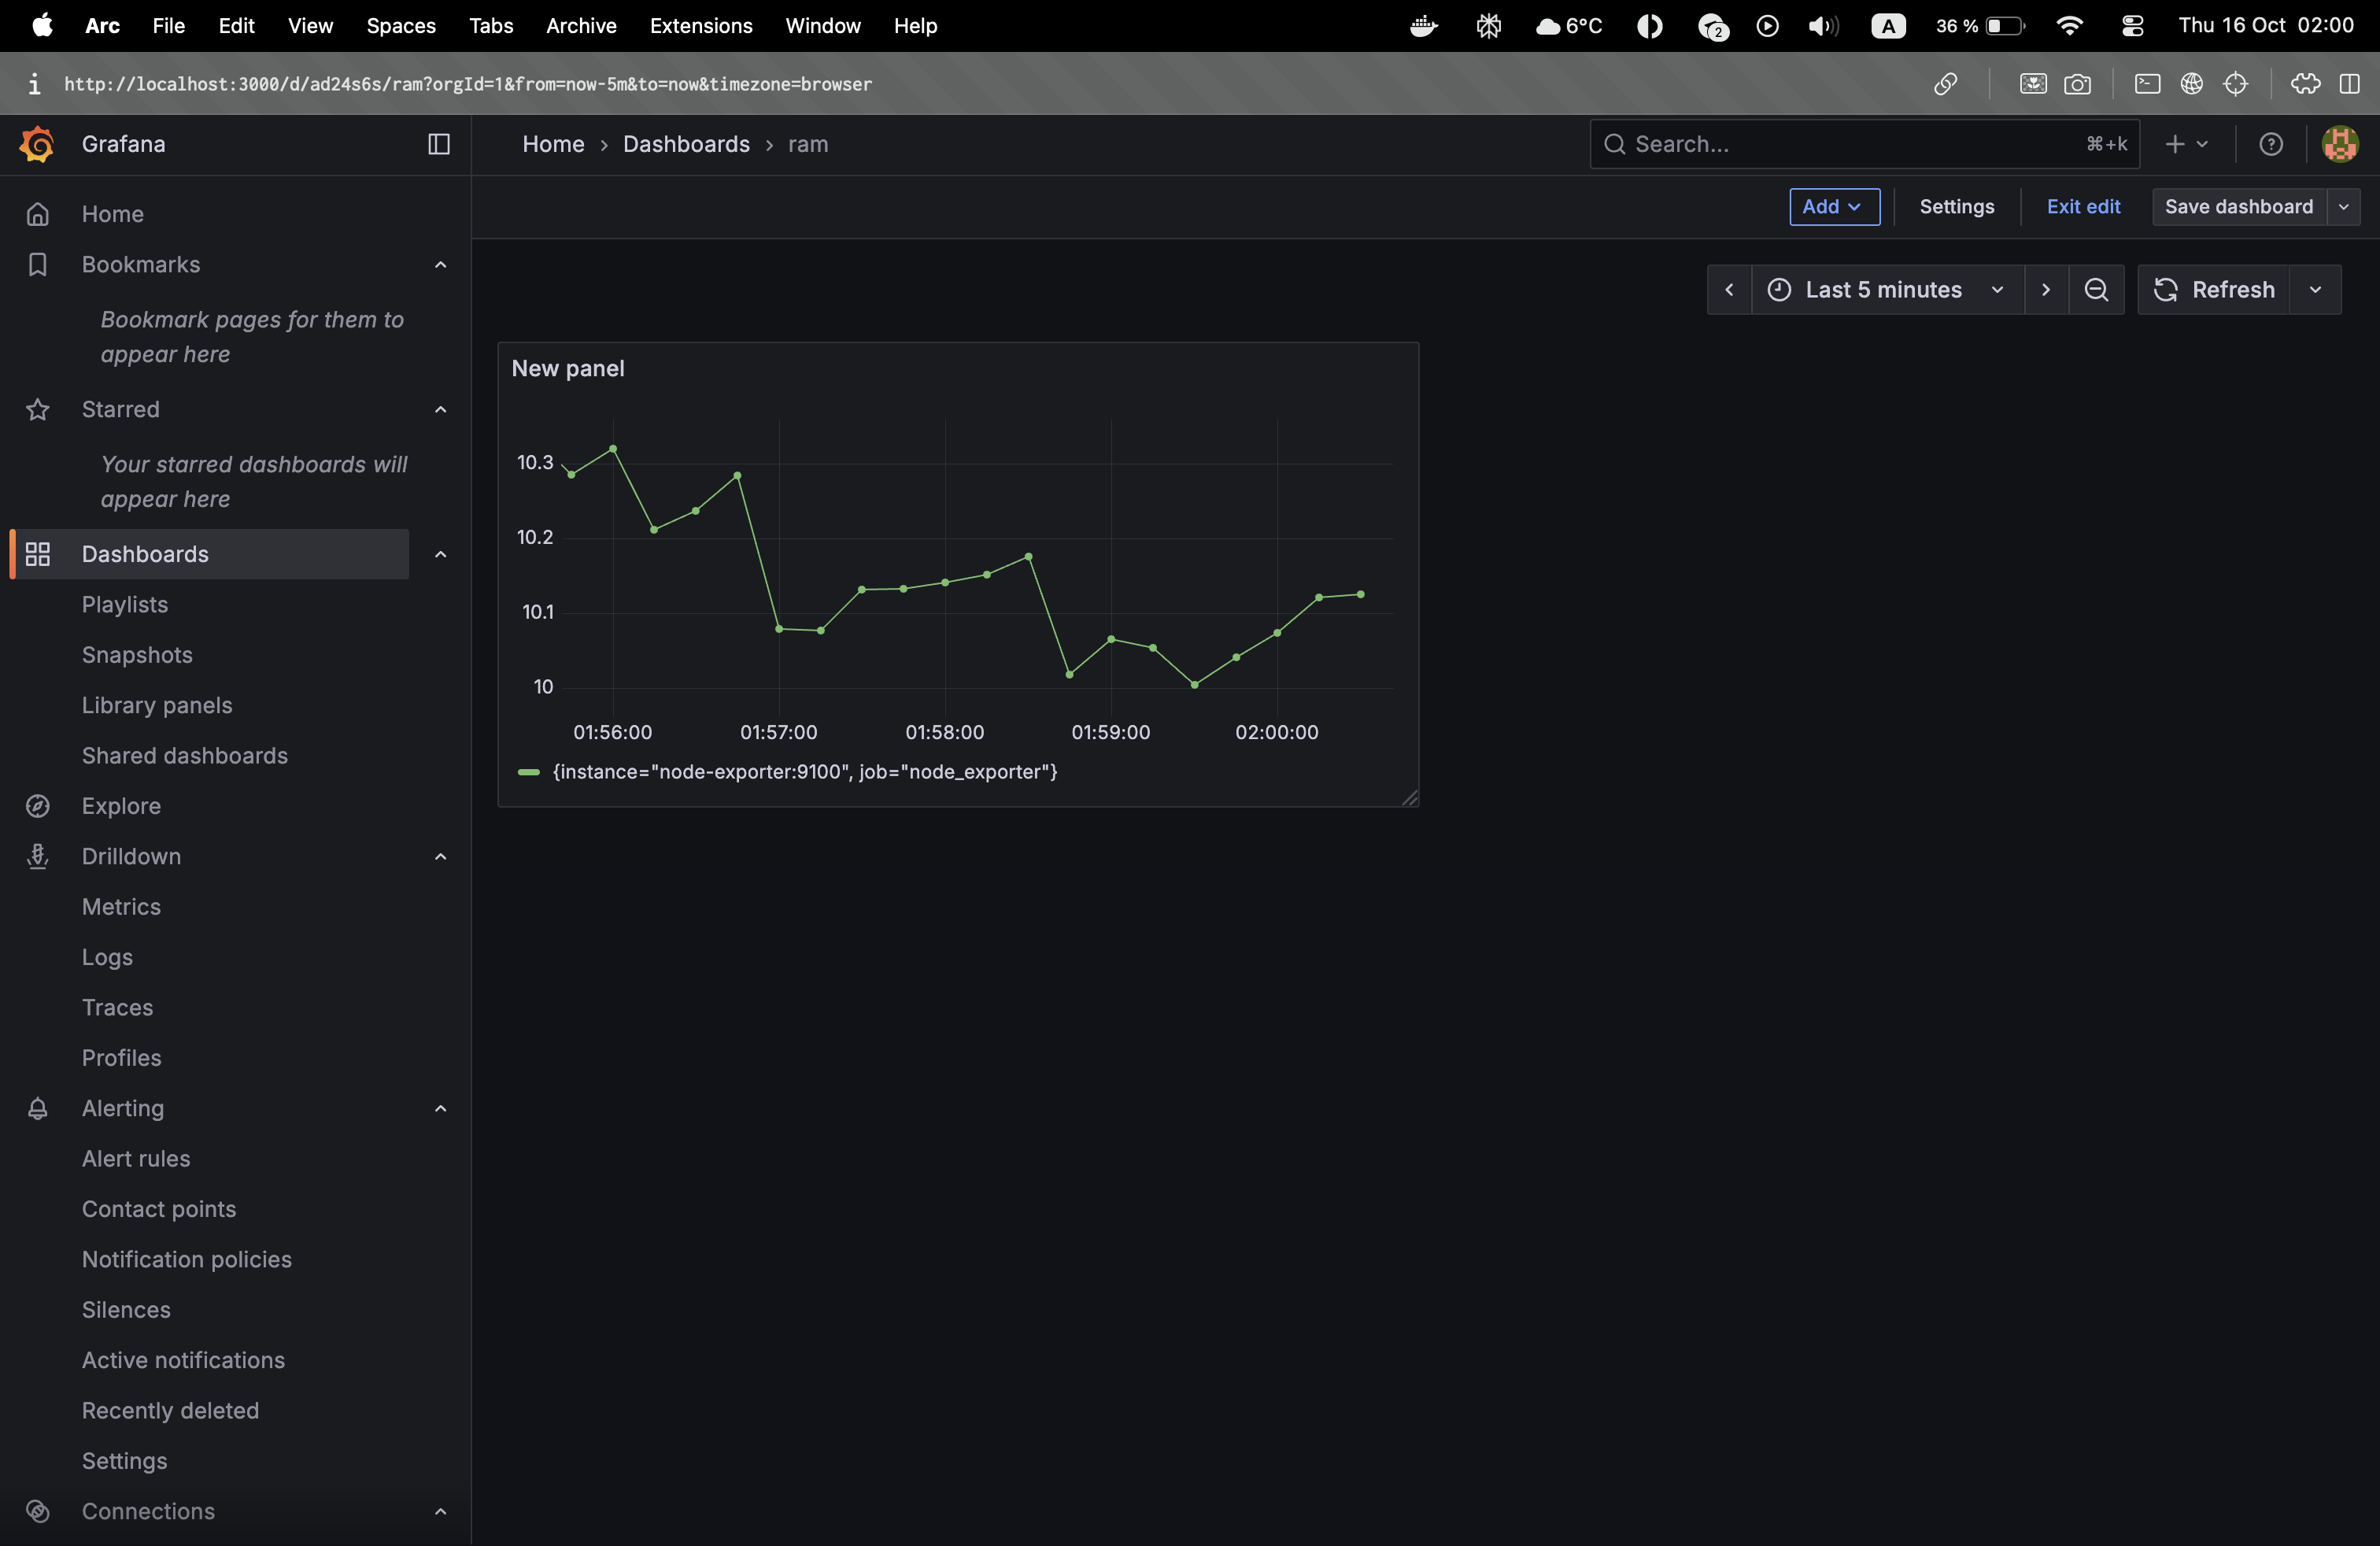 Arc File Edit View Spaces Tabs Archive Extensions Window Help 2 6°C A 36 % Thu 16 Oct 02:00
http://localhost:3000/d/ad24s6s/ram?orgId=1&from=now-5m&to=now&timezone=browser
Grafana
Home › Dashboards › ram
Search... ⌘+k
Add Settings Exit edit Save dashboard
Last 5 minutes Refresh
Home
Bookmarks
Bookmark pages for them to
appear here
Starred
Your starred dashboards will
appear here
Dashboards
Playlists
Snapshots
Library panels
Shared dashboards
Explore
Drilldown
Metrics
Logs
Traces
Profiles
Alerting
Alert rules
Contact points
Notification policies
Silences
Active notifications
Recently deleted
Settings
Connections
New panel
10.3
10.2
10.1
10
01:56:00 01:57:00 01:58:00 01:59:00 02:00:00
{instance="node-exporter:9100", job="node_exporter"}